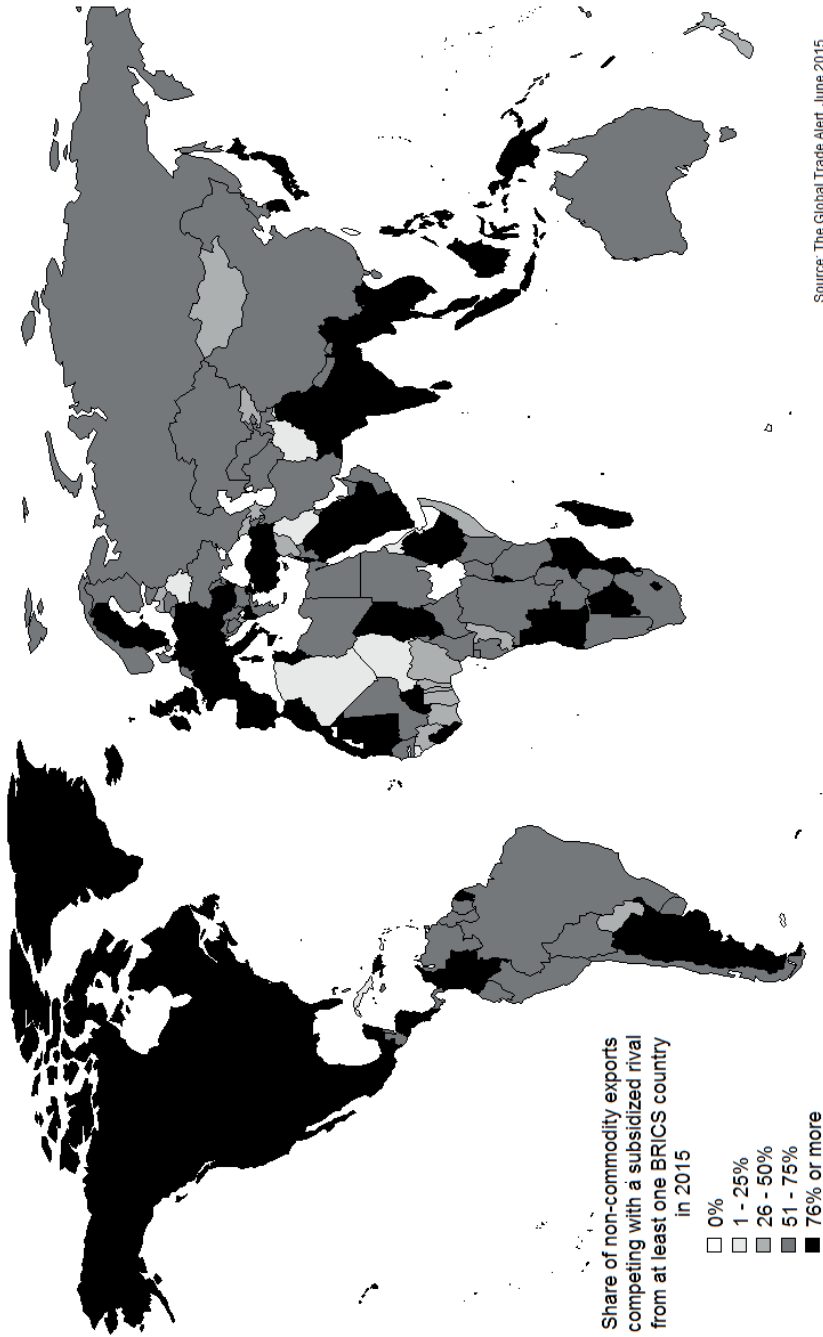 Share of non-commodity exports
competing with a subsidized rival
from at least one BRICS country
in 2015
0%
1 - 25%
26 - 50%
51 - 75%
76% or more
Source: The Global Trade Alert, June 2015